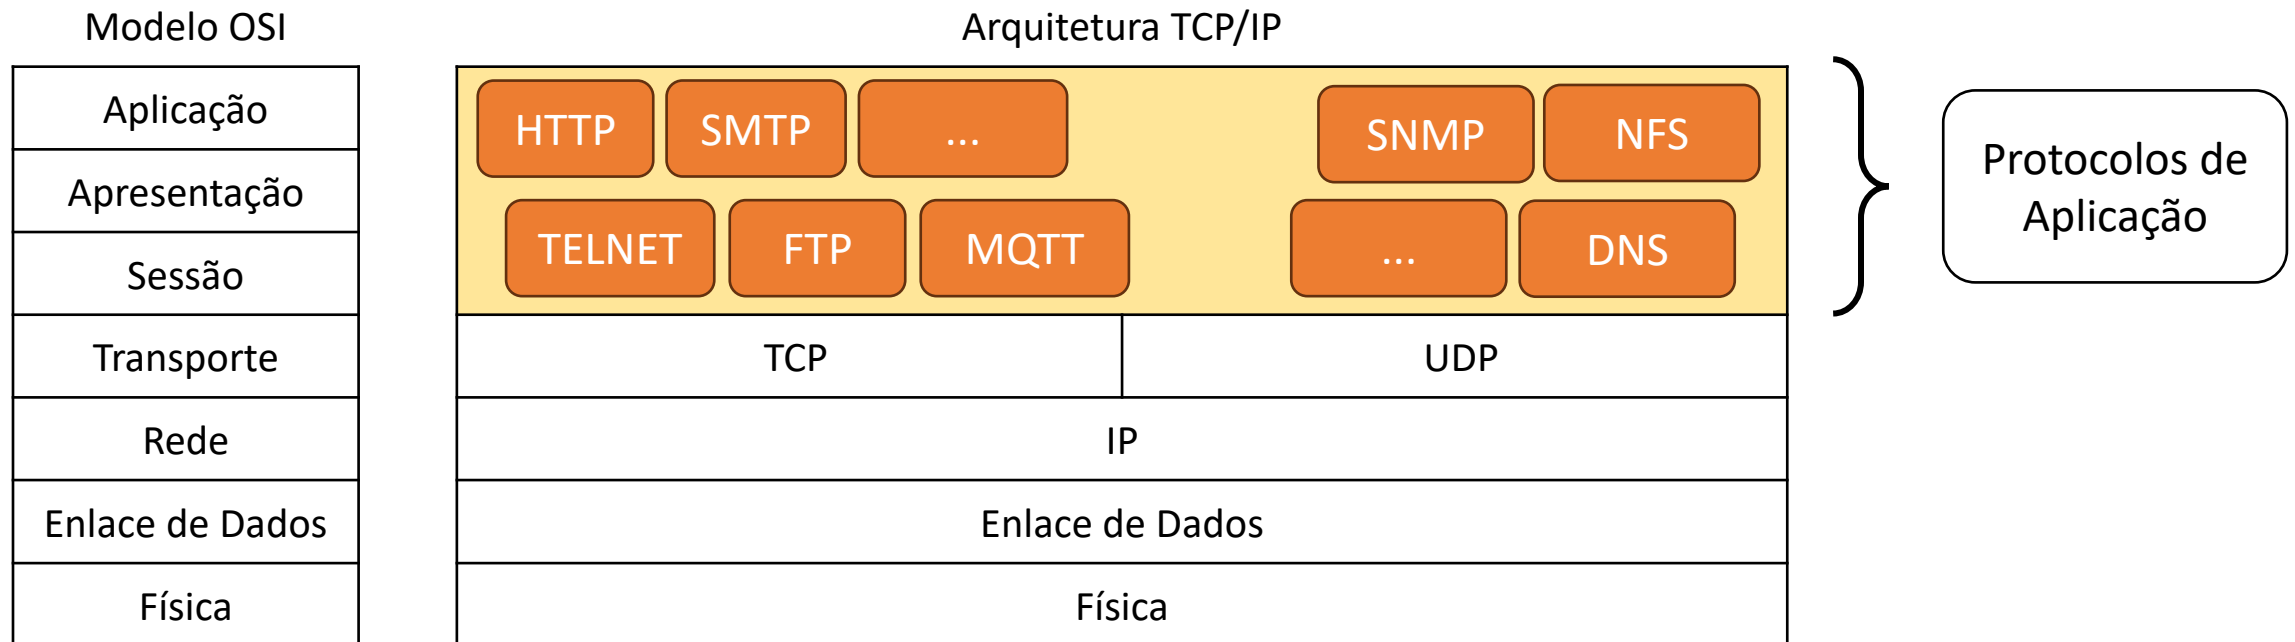 Modelo OSI
Arquitetura TCP/IP
Aplicação
Apresentação
Sessão
Transporte
Rede
Enlace de Dados
Física
HTTP
SMTP
...
SNMP
NFS
TELNET
FTP
MQTT
...
DNS
TCP
UDP
IP
Enlace de Dados
Física
Protocolos de
Aplicação